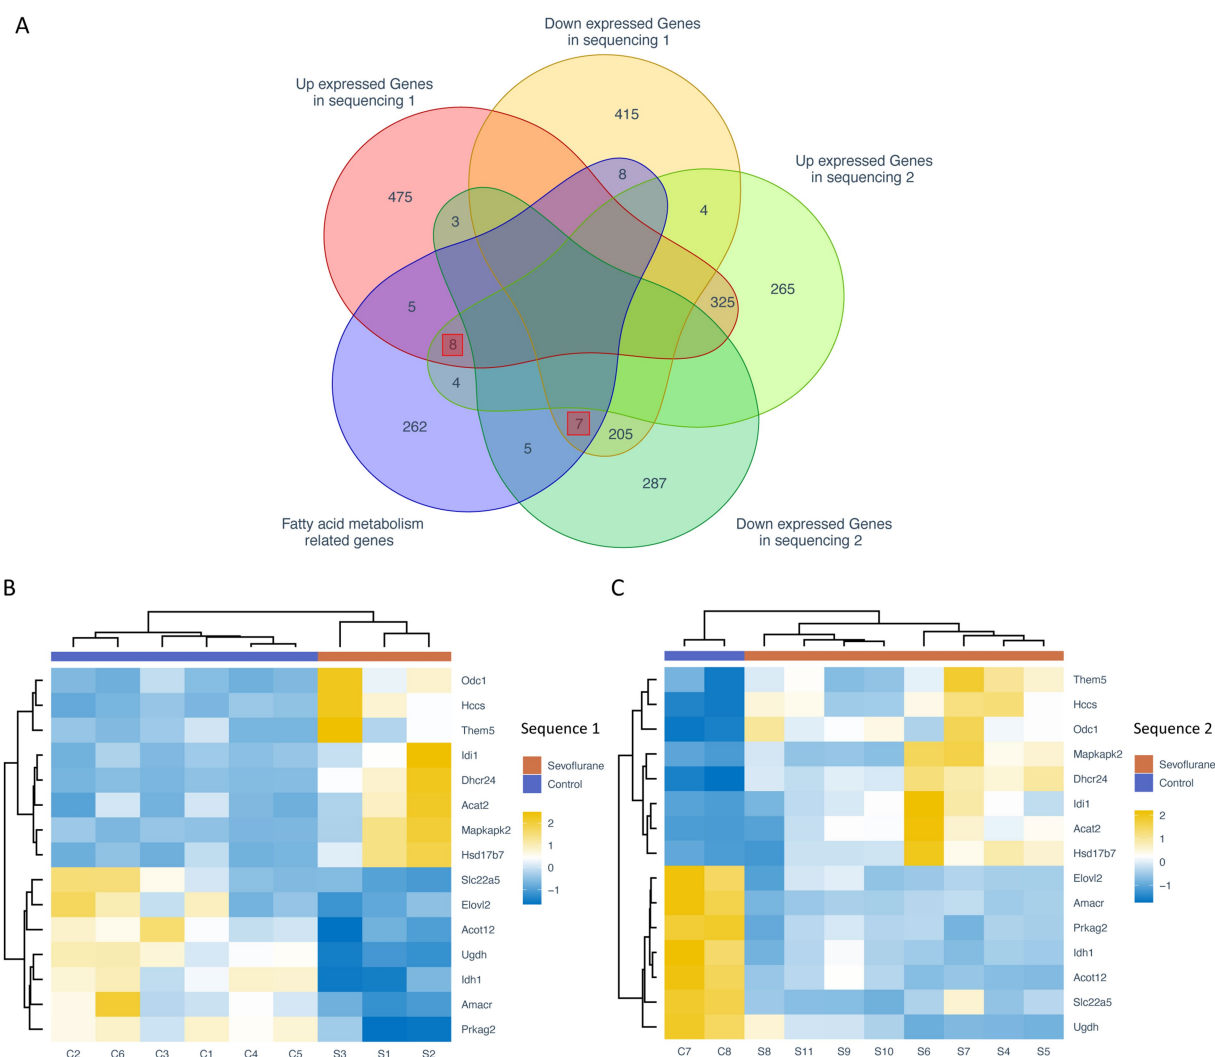 A
Down expressed Genes
in sequencing 1
Up expressed Genes
in sequencing 1
Up expressed Genes
in sequencing 2
415
8
475
3
4
5
325
265
8
4
262
5
7
205
287
Fatty acid metabolism
related genes
Down expressed Genes
in sequencing 2
B
Odc1
Hccs
Them5
Idi1
Dhcr24
Acat2
Mapkapk2
Hsd17b7
Slc22a5
Elovl2
Acot12
Ugdh
Idh1
Amacr
Prkag2
C2 C6 C3 C1 C4 C5 S3 S1 S2
Sequence 1
Sevoflurane
Control
2
1
0
−1
C
Them5
Hccs
Odc1
Mapkapk2
Dhcr24
Idi1
Acat2
Hsd17b7
Elovl2
Amacr
Prkag2
Idh1
Acot12
Slc22a5
Ugdh
C7 C8 S8 S11 S9 S10 S6 S7 S4 S5
Sequence 2
Sevoflurane
Control
2
1
0
−1